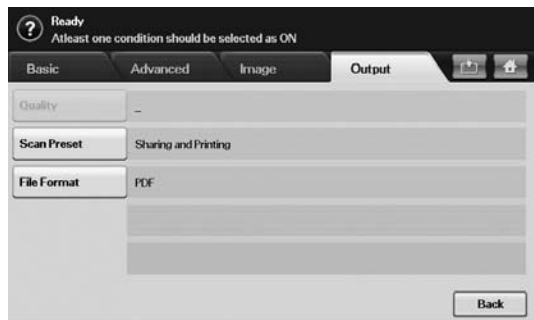 ?
Ready
Atleast one condition should be selected as ON
Basic Advanced Image Output
Quality _
Scan Preset Sharing and Printing
File Format PDF
Back